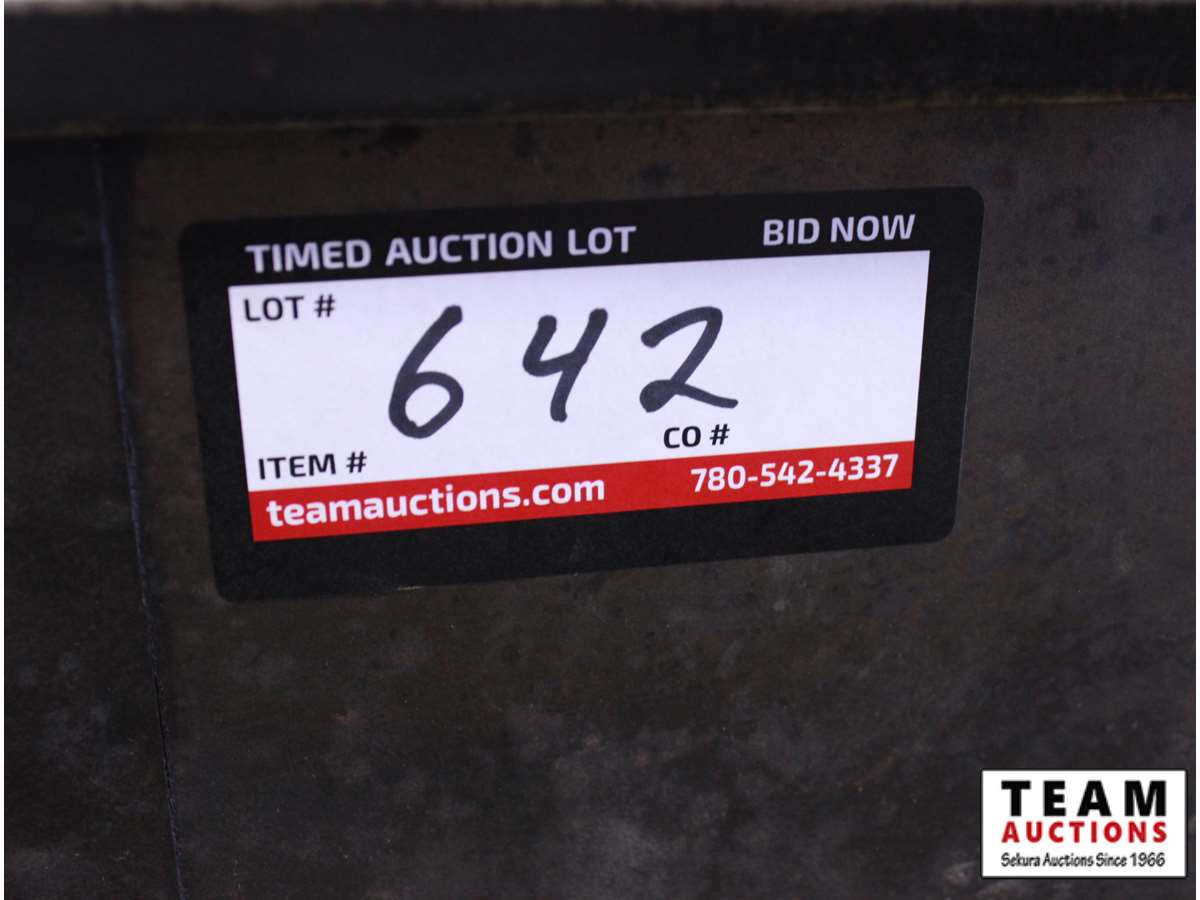 TIMED AUCTION LOT BID NOW
LOT #
642
ITEM # CO #
teamauctions.com 780-542-4337
TEAM
AUCTIONS
Sekura Auctions Since 1966